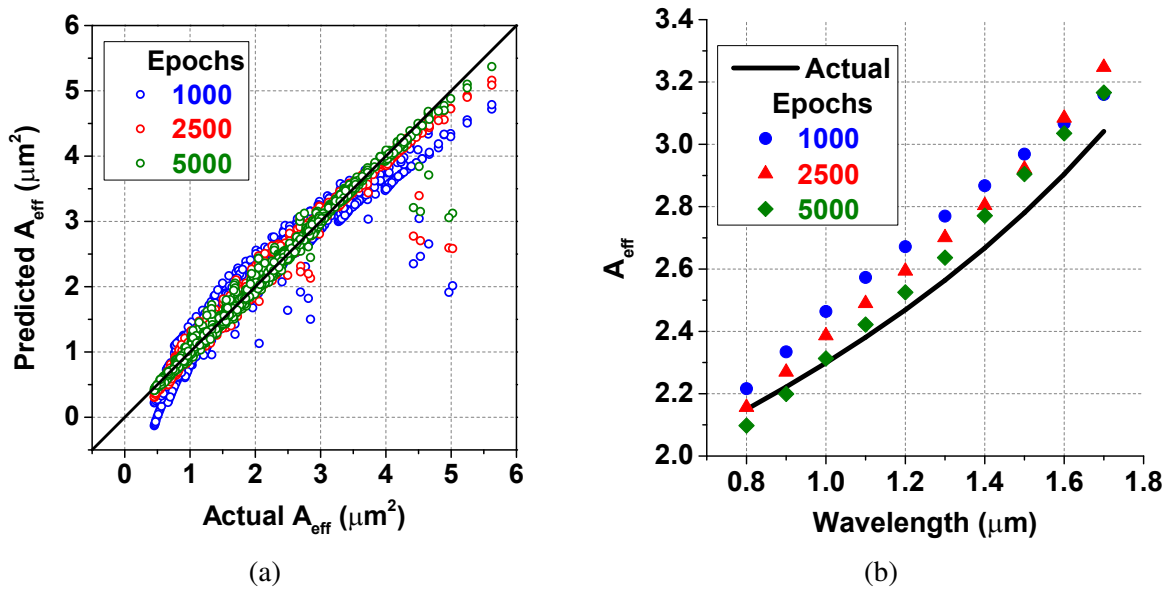 6
5
4
3
2
1
0
Predicted A_eff (μm²)
Epochs
1000
2500
5000
0 1 2 3 4 5 6
Actual A_eff (μm²)
(a)
3.4
3.2
3.0
2.8
2.6
2.4
2.2
2.0
A_eff
Actual
Epochs
1000
2500
5000
0.8 1.0 1.2 1.4 1.6 1.8
Wavelength (μm)
(b)